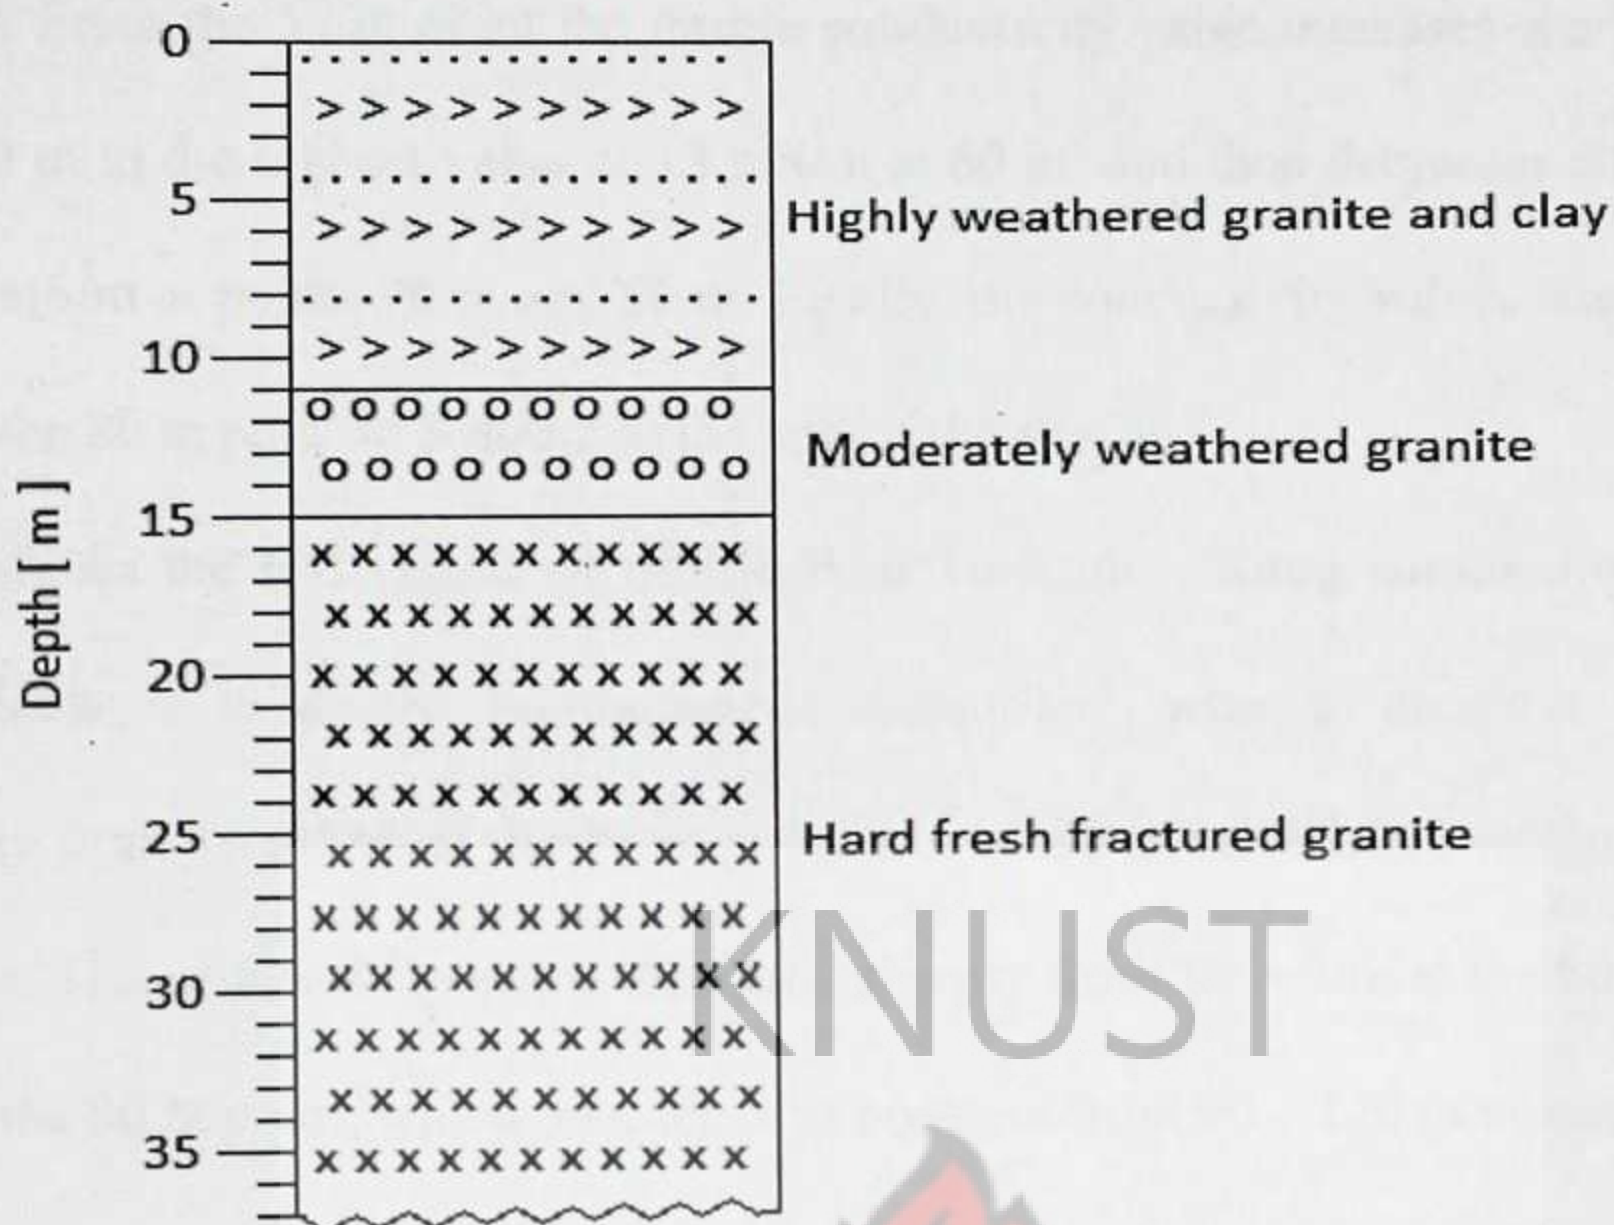 0
5
Highly weathered granite and clay
10
Moderately weathered granite
15
Depth [ m ]
20
25
Hard fresh fractured granite
KNUST
30
35